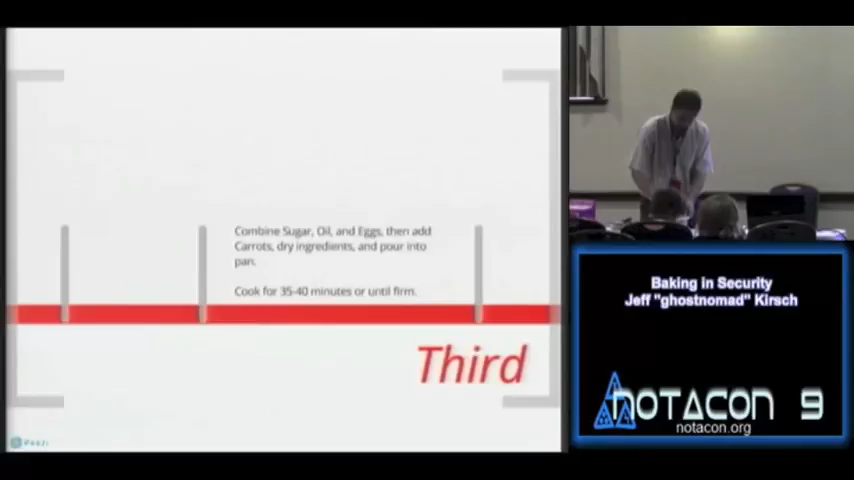 Combine Sugar, Oil, and Eggs, then add
Carrots, dry ingredients, and pour into
pan.
Cook for 35-40 minutes or until firm.
Third
Prezi
Baking in Security
Jeff "ghostnomad" Kirsch
NOTACON 9
notacon.org